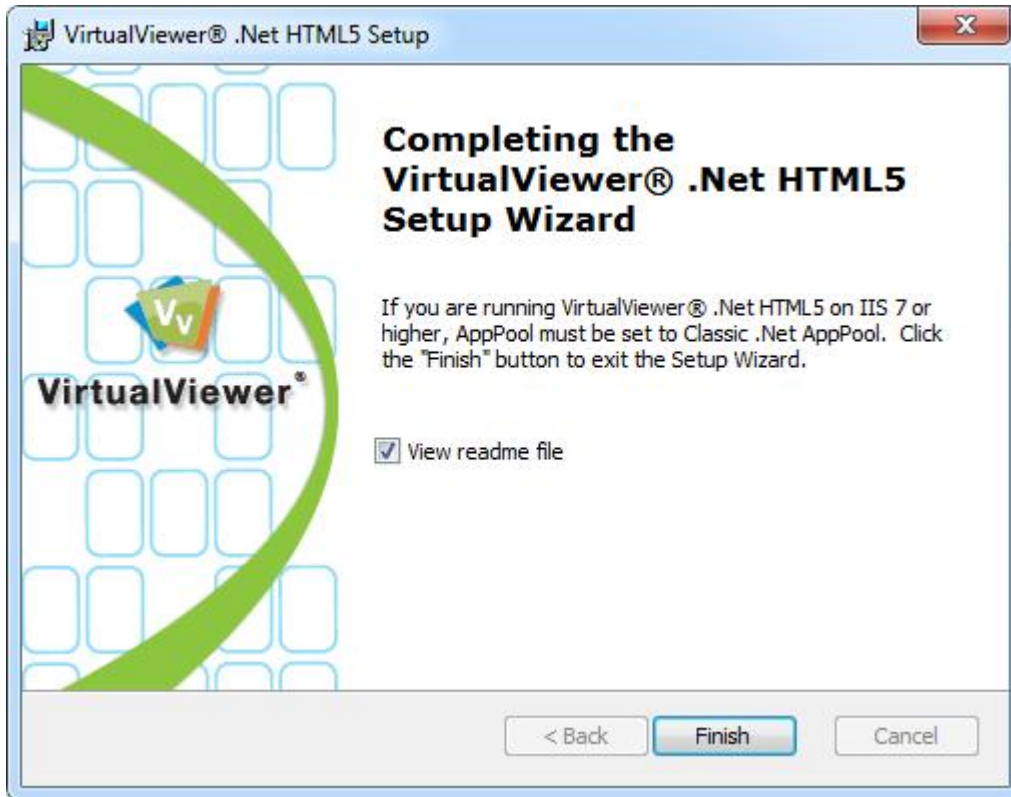 VirtualViewer® .Net HTML5 Setup
Completing the
VirtualViewer® .Net HTML5
Setup Wizard
If you are running VirtualViewer® .Net HTML5 on IIS 7 or
higher, AppPool must be set to Classic .Net AppPool.  Click
the "Finish" button to exit the Setup Wizard.
Vv
VirtualViewer®
View readme file
< Back
Finish
Cancel